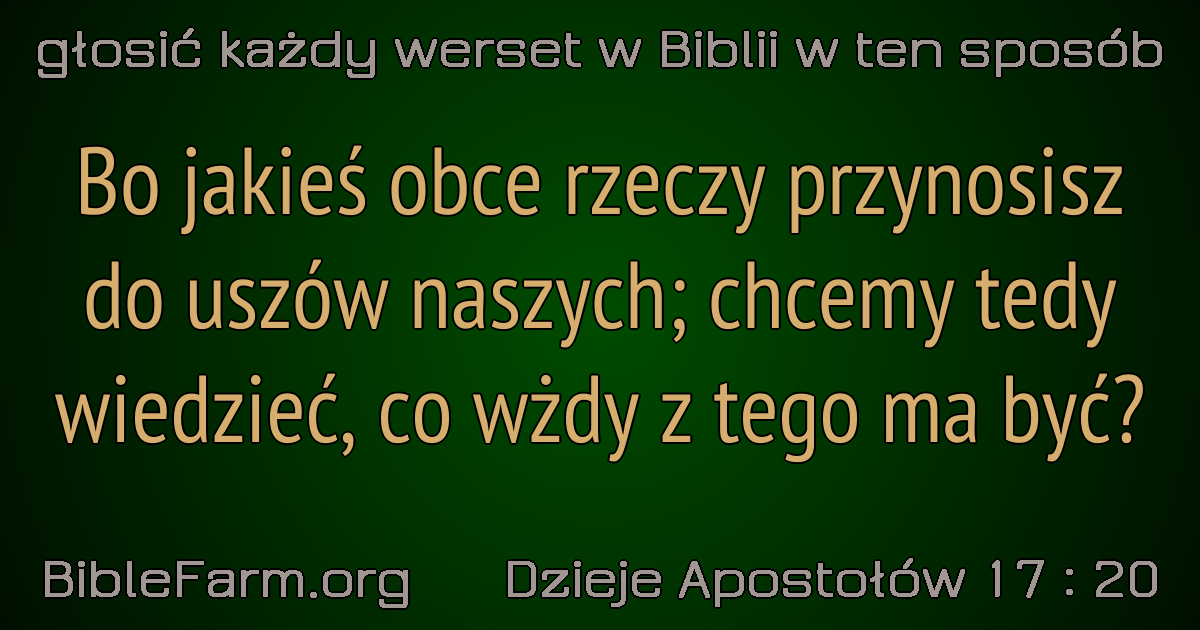 głosić każdy werset w Biblii w ten sposób
Bo jakieś obce rzeczy przynosisz
do uszów naszych; chcemy tedy
wiedzieć, co wżdy z tego ma być?
BibleFarm.org Dzieje Apostołów 17 : 20